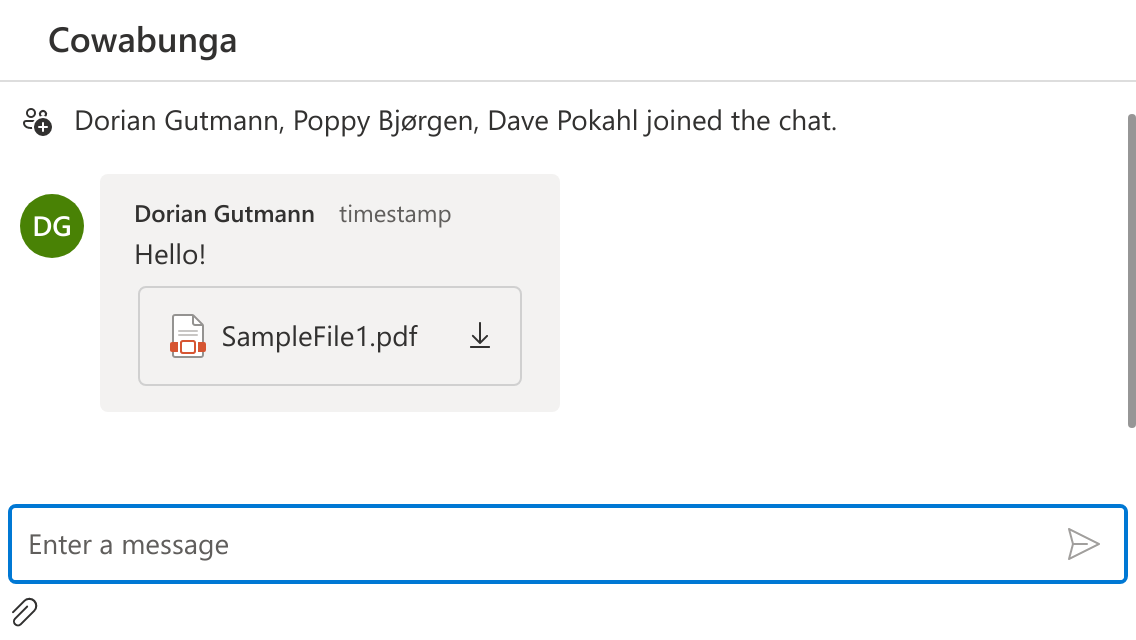 Cowabunga
Dorian Gutmann, Poppy Bjørgen, Dave Pokahl joined the chat.
DG
Dorian Gutmann timestamp
Hello!
SampleFile1.pdf
Enter a message